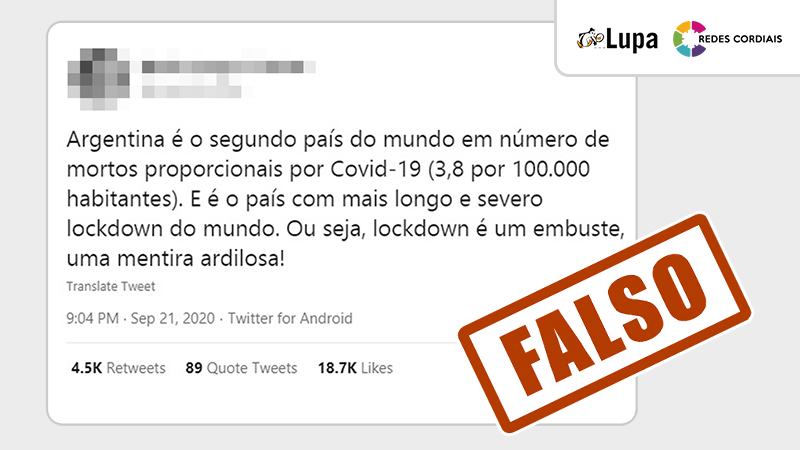 Lupa
REDES CORDIAIS
Argentina é o segundo país do mundo em número de
mortos proporcionais por Covid-19 (3,8 por 100.000
habitantes). E é o país com mais longo e severo
lockdown do mundo. Ou seja, lockdown é um embuste,
uma mentira ardilosa!
Translate Tweet
9:04 PM · Sep 21, 2020 · Twitter for Android
4.5K Retweets 89 Quote Tweets 18.7K Likes
FALSO